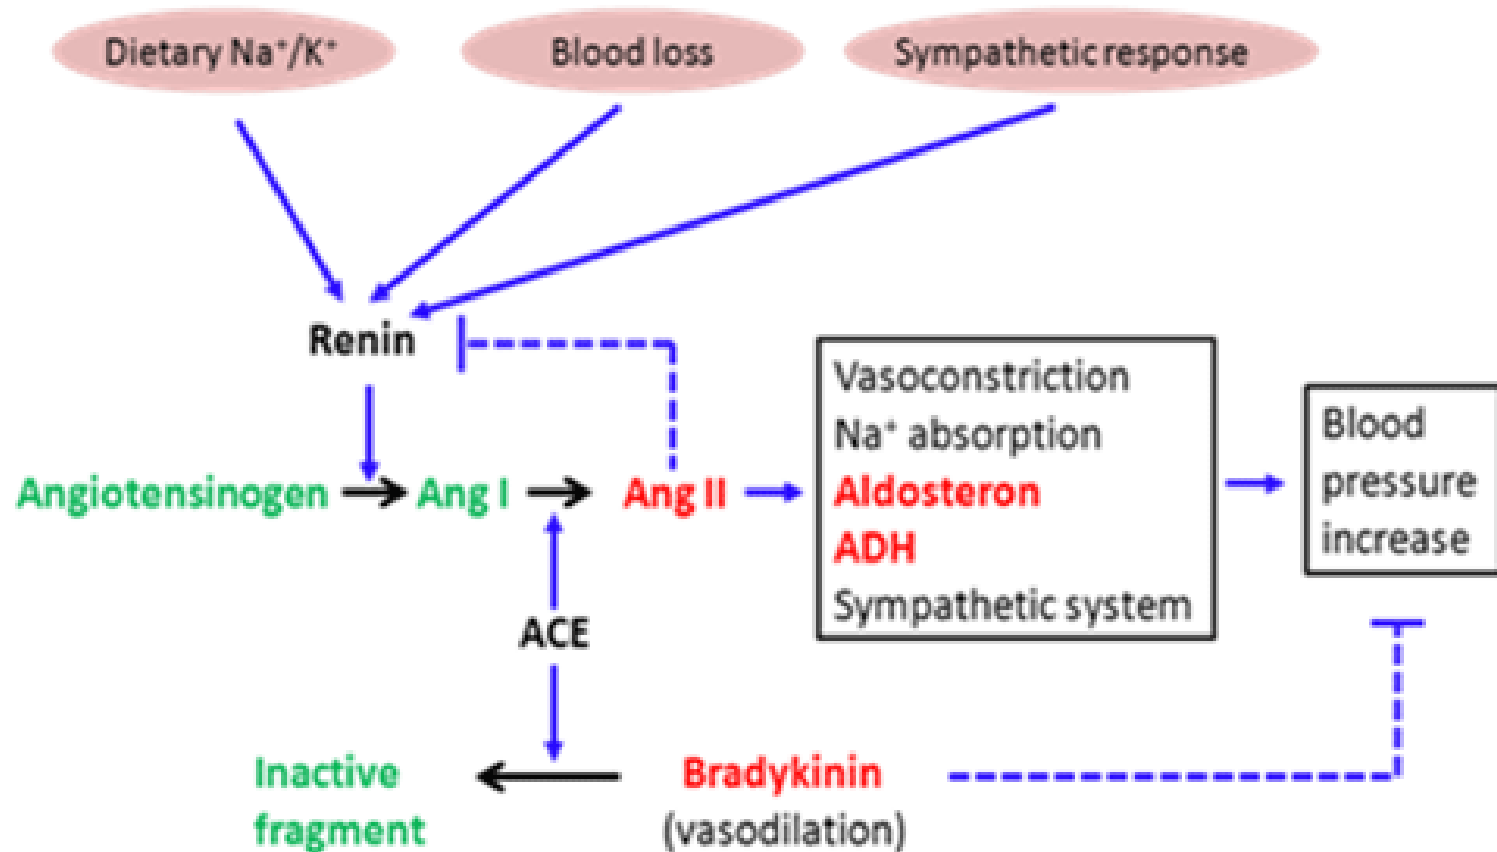 Dietary Na⁺/K⁺
Blood loss
Sympathetic response
Renin
Angiotensinogen
Ang I
Ang II
Vasoconstriction
Na⁺ absorption
Aldosteron
ADH
Sympathetic system
Blood
pressure
increase
ACE
Inactive
fragment
Bradykinin
(vasodilation)